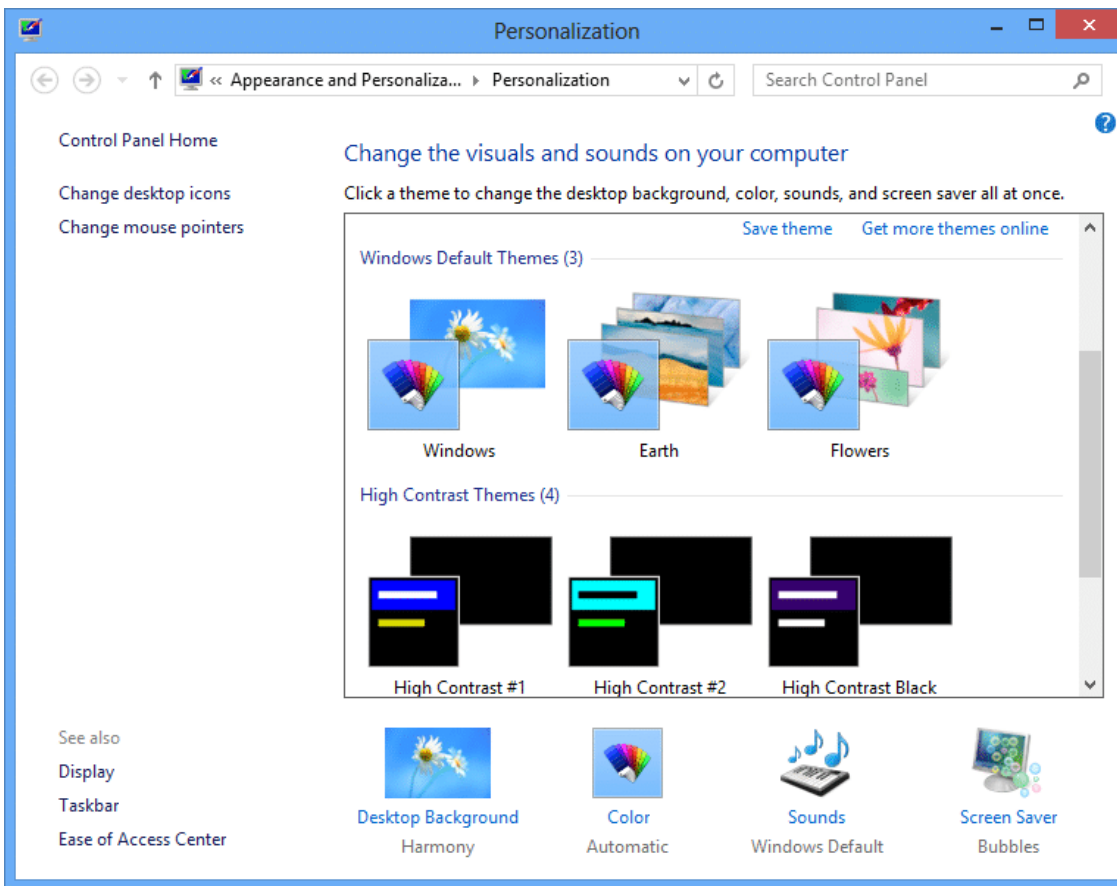 Personalization
« Appearance and Personaliza... Personalization
Search Control Panel
Control Panel Home
Change desktop icons
Change mouse pointers
Change the visuals and sounds on your computer
Click a theme to change the desktop background, color, sounds, and screen saver all at once.
Save theme Get more themes online
Windows Default Themes (3)
Windows Earth Flowers
High Contrast Themes (4)
High Contrast #1 High Contrast #2 High Contrast Black
See also
Display
Taskbar
Ease of Access Center
Desktop Background Color Sounds Screen Saver
Harmony Automatic Windows Default Bubbles